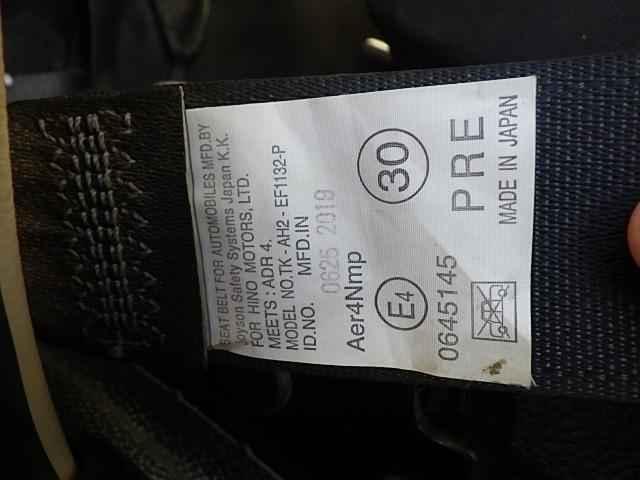 SEAT BELT FOR AUTOMOBILES MFD.BY
Joyson Safety Systems Japan K.K.
FOR HINO MOTORS, LTD.
MEETS : ADR 4.
MODEL NO.TK - AH2 - EF1132-P
ID.NO. MFD.IN
0625 2019
Aer4Nmp
E4 30
0645145 PRE
MADE IN JAPAN